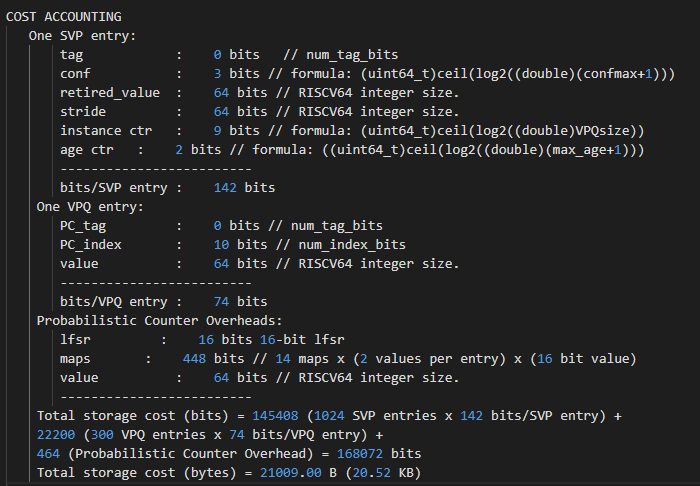 COST ACCOUNTING
One SVP entry:
tag : 0 bits // num_tag_bits
conf : 3 bits // formula: (uint64_t)ceil(log2((double)(confmax+1)))
retired_value : 64 bits // RISCV64 integer size.
stride : 64 bits // RISCV64 integer size.
instance ctr : 9 bits // formula: (uint64_t)ceil(log2((double)VPQsize))
age ctr : 2 bits // formula: ((uint64_t)ceil(log2((double)(max_age+1)))
-------------------------
bits/SVP entry : 142 bits
One VPQ entry:
PC_tag : 0 bits // num_tag_bits
PC_index : 10 bits // num_index_bits
value : 64 bits // RISCV64 integer size.
-------------------------
bits/VPQ entry : 74 bits
Probabilistic Counter Overheads:
lfsr : 16 bits 16-bit lfsr
maps : 448 bits // 14 maps x (2 values per entry) x (16 bit value)
value : 64 bits // RISCV64 integer size.
-------------------------
Total storage cost (bits) = 145408 (1024 SVP entries x 142 bits/SVP entry) +
22200 (300 VPQ entries x 74 bits/VPQ entry) +
464 (Probabilistic Counter Overhead) = 168072 bits
Total storage cost (bytes) = 21009.00 B (20.52 KB)